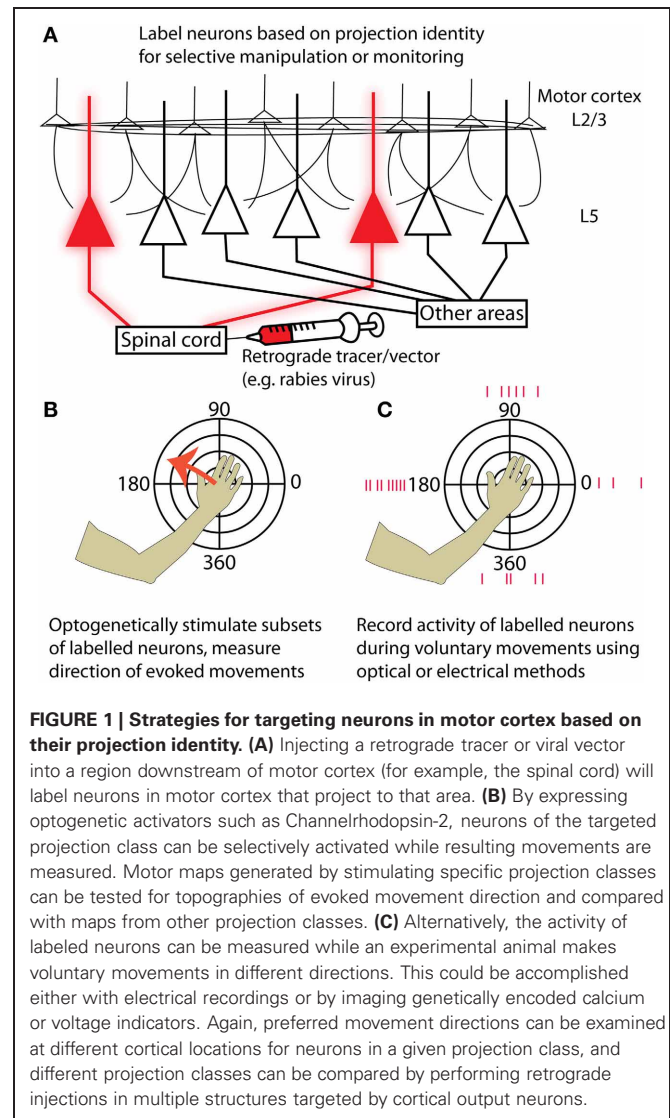 A
Label neurons based on projection identity
for selective manipulation or monitoring
Motor cortex
L2/3
L5
Other areas
Spinal cord
Retrograde tracer/vector
(e.g. rabies virus)
B
90
180
0
360
Optogenetically stimulate subsets
of labelled neurons, measure
direction of evoked movements
C
90
180
0
360
Record activity of labelled neurons
during voluntary movements using
optical or electrical methods
FIGURE 1 | Strategies for targeting neurons in motor cortex based on
their projection identity. (A) Injecting a retrograde tracer or viral vector
into a region downstream of motor cortex (for example, the spinal cord) will
label neurons in motor cortex that project to that area. (B) By expressing
optogenetic activators such as Channelrhodopsin-2, neurons of the targeted
projection class can be selectively activated while resulting movements are
measured. Motor maps generated by stimulating specific projection classes
can be tested for topographies of evoked movement direction and compared
with maps from other projection classes. (C) Alternatively, the activity of
labeled neurons can be measured while an experimental animal makes
voluntary movements in different directions. This could be accomplished
either with electrical recordings or by imaging genetically encoded calcium
or voltage indicators. Again, preferred movement directions can be examined
at different cortical locations for neurons in a given projection class, and
different projection classes can be compared by performing retrograde
injections in multiple structures targeted by cortical output neurons.